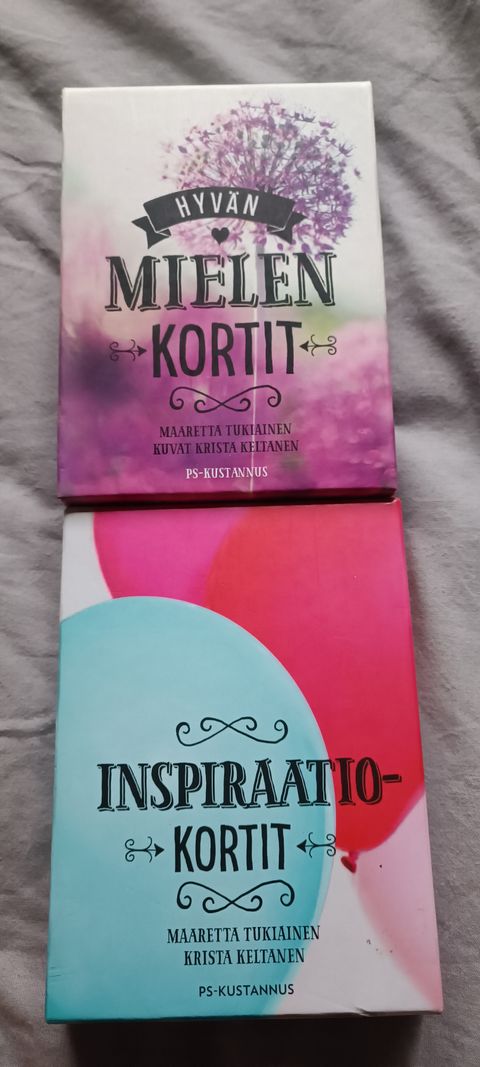 HYVÄN
MIELEN
KORTIT
MAARETTA TUKIAINEN
KUVAT KRISTA KELTANEN
PS-KUSTANNUS
INSPIRAATIO-
KORTIT
MAARETTA TUKIAINEN
KRISTA KELTANEN
PS-KUSTANNUS